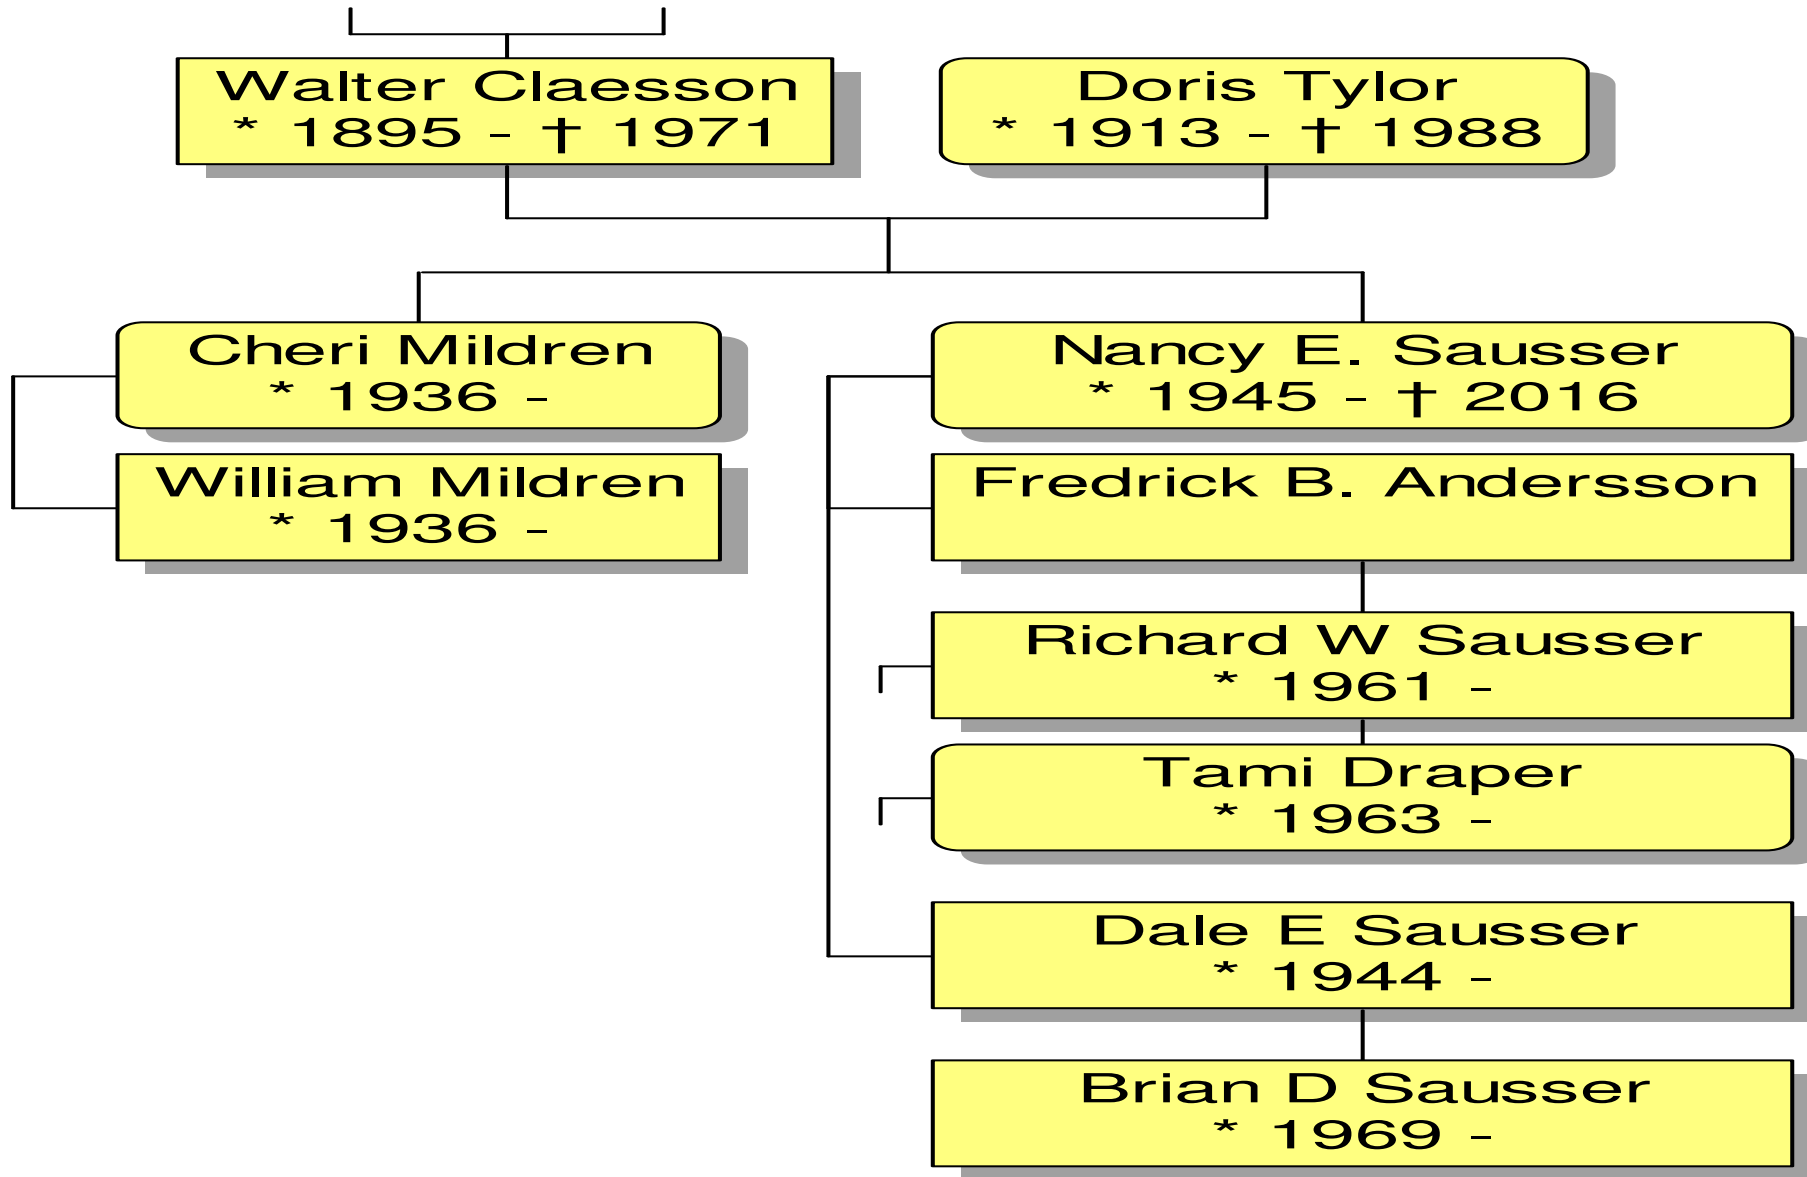 Walter Claesson
* 1895 - † 1971
Doris Tylor
* 1913 - † 1988
Cheri Mildren
* 1936 -
Nancy E. Sausser
* 1945 - † 2016
William Mildren
* 1936 -
Fredrick B. Andersson
Richard W Sausser
* 1961 -
Tami Draper
* 1963 -
Dale E Sausser
* 1944 -
Brian D Sausser
* 1969 -